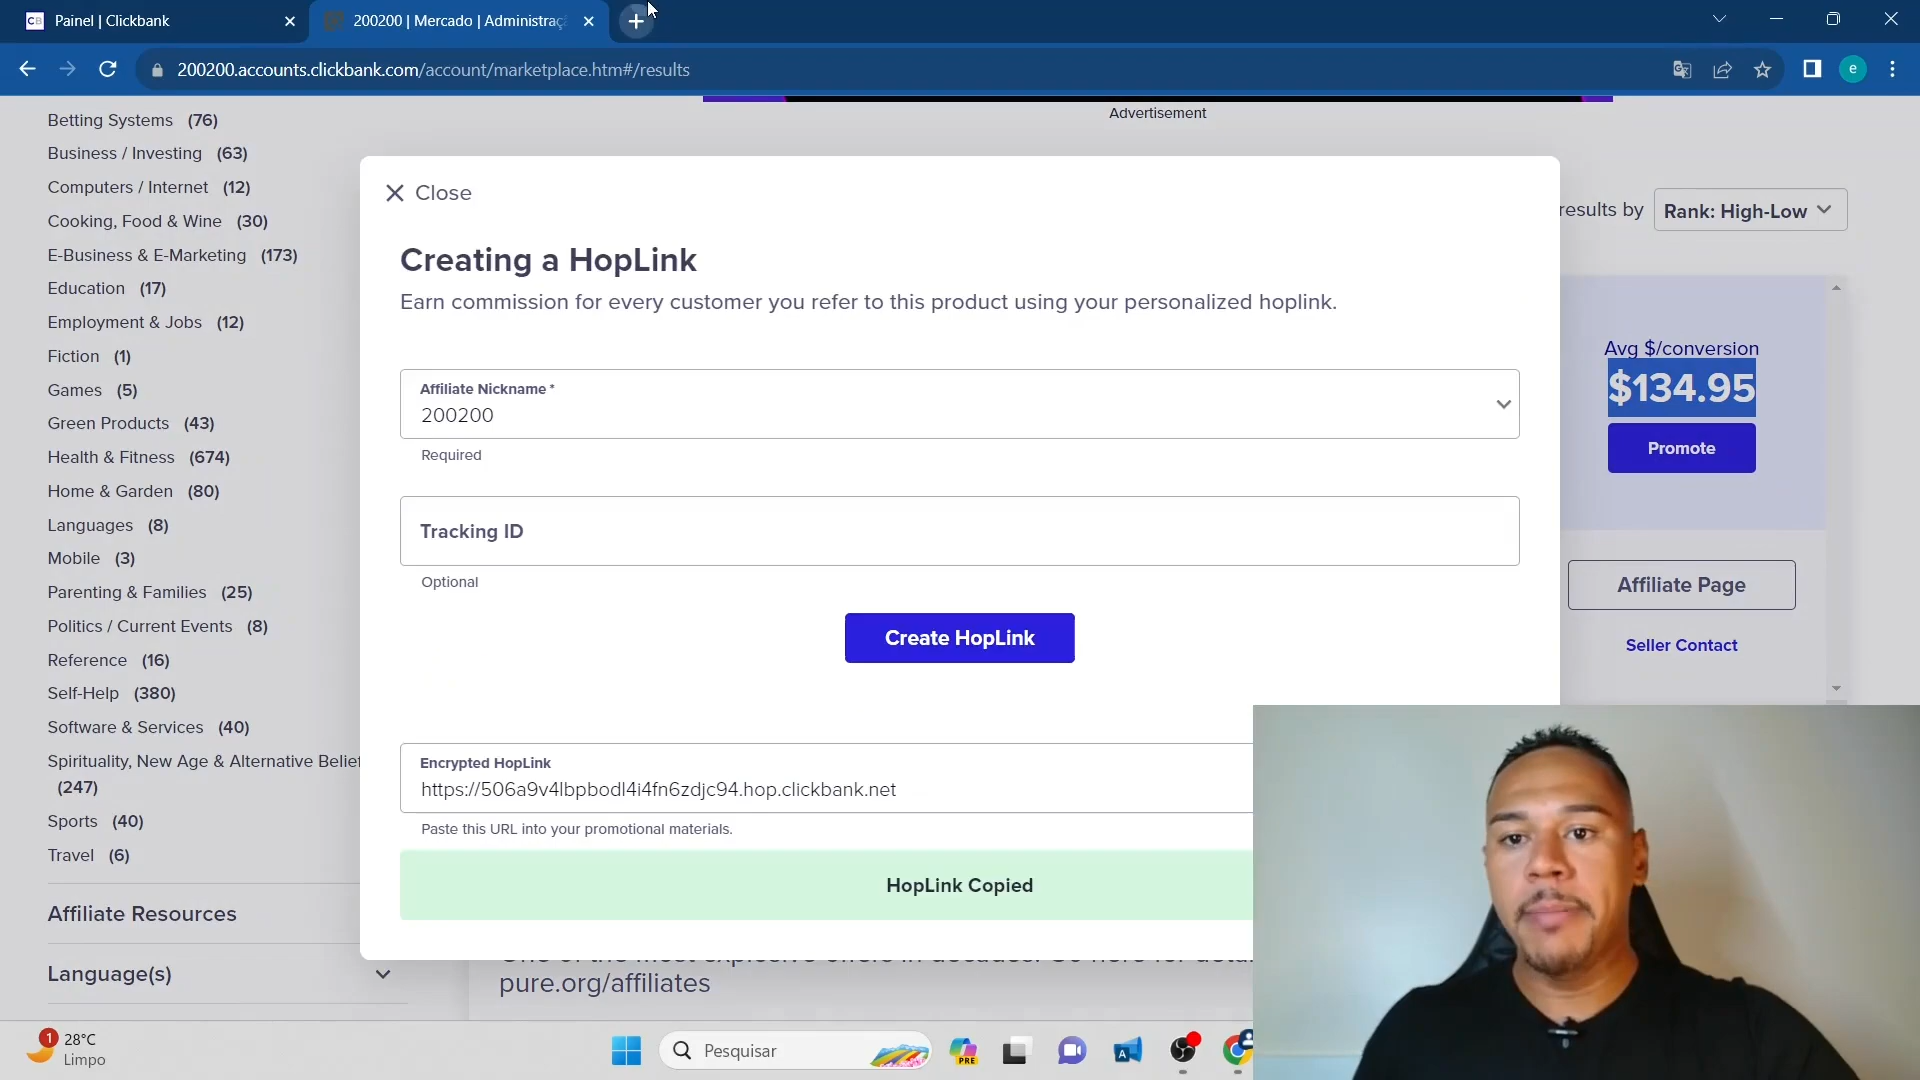 Painel | Clickbank
200200 | Mercado | Administraç
200200.accounts.clickbank.com/account/marketplace.htm#/results
e
Advertisement
Betting Systems (76)
Business / Investing (63)
Computers / Internet (12)
Cooking, Food & Wine (30)
E-Business & E-Marketing (173)
Education (17)
Employment & Jobs (12)
Fiction (1)
Games (5)
Green Products (43)
Health & Fitness (674)
Home & Garden (80)
Languages (8)
Mobile (3)
Parenting & Families (25)
Politics / Current Events (8)
Reference (16)
Self-Help (380)
Software & Services (40)
Spirituality, New Age & Alternative Belief
(247)
Sports (40)
Travel (6)
Affiliate Resources
Language(s)
Close
Creating a HopLink
Earn commission for every customer you refer to this product using your personalized hoplink.
Affiliate Nickname *
200200
Required
Tracking ID
Optional
Create HopLink
Encrypted HopLink
https://506a9v4lbpbodl4i4fn6zdjc94.hop.clickbank.net
Paste this URL into your promotional materials.
HopLink Copied
results by
Rank: High-Low
Avg $/conversion
$134.95
Promote
Affiliate Page
Seller Contact
pure.org/affiliates
1
28°C
Limpo
Pesquisar
PRE
A